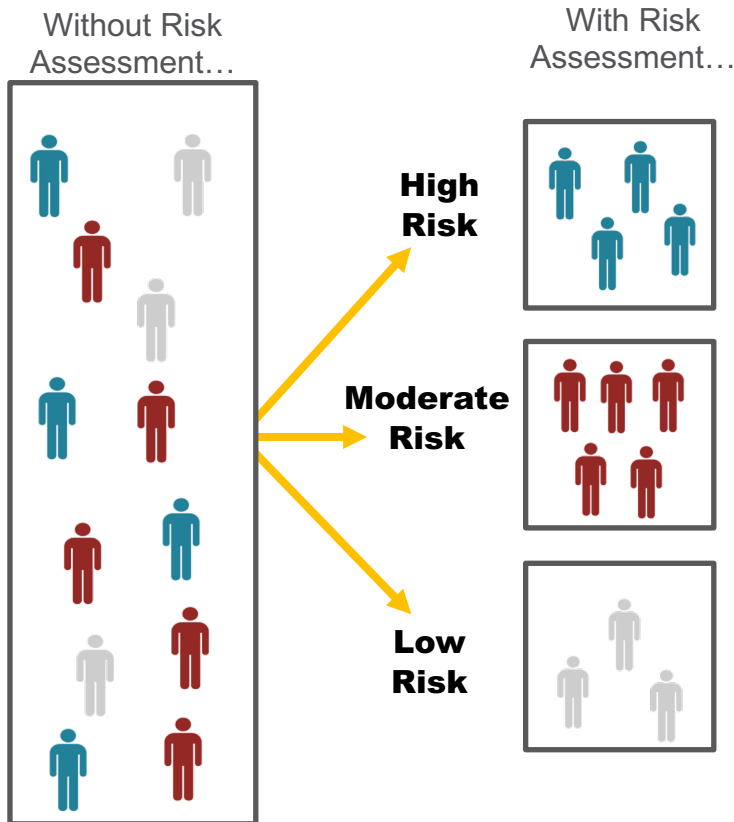 Without Risk
Assessment…
With Risk
Assessment…
High
Risk
Moderate
Risk
Low
Risk